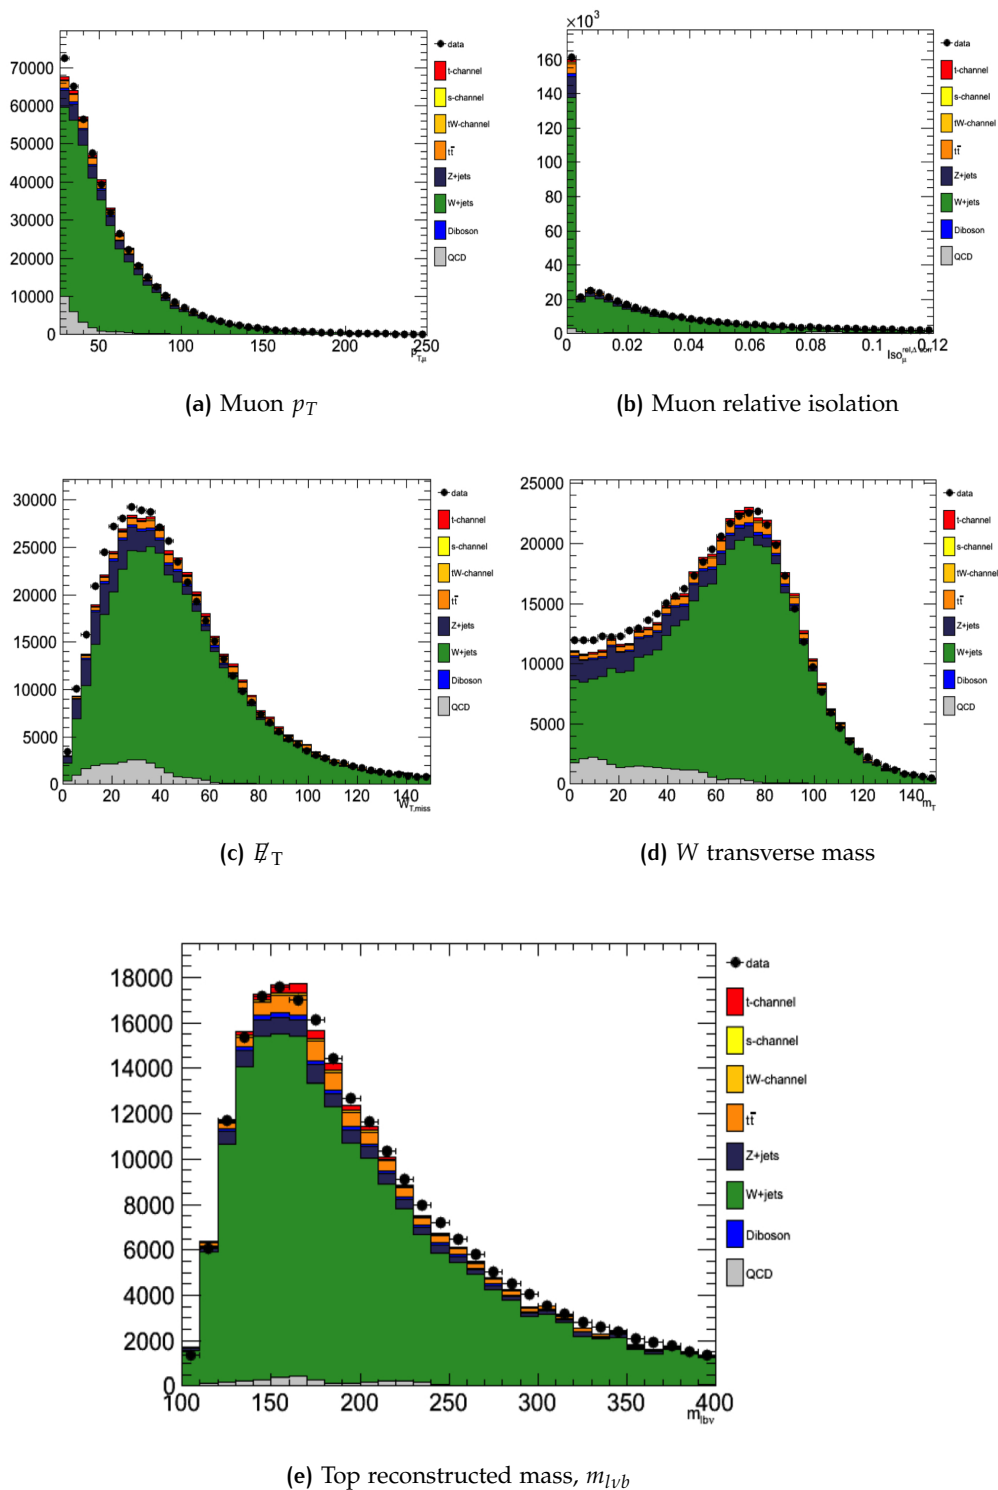 70000
60000
50000
40000
30000
20000
10000
0
50 100 150 200 250
p_T,μ
data
t-channel
s-channel
tW-channel
tt̄
Z+jets
W+jets
Diboson
QCD
(a) Muon p_T
×10³
160
140
120
100
80
60
40
20
0
0 0.02 0.04 0.06 0.08 0.1 0.12
data
t-channel
s-channel
tW-channel
tt̄
Z+jets
W+jets
Diboson
QCD
(b) Muon relative isolation
30000
25000
20000
15000
10000
5000
0
0 20 40 60 80 100 120 140
W_T,miss
data
t-channel
s-channel
tW-channel
tt̄
Z+jets
W+jets
Diboson
QCD
(c) E̸_T
25000
20000
15000
10000
5000
0
0 20 40 60 80 100 120 140
m_T
data
t-channel
s-channel
tW-channel
tt̄
Z+jets
W+jets
Diboson
QCD
(d) W transverse mass
18000
16000
14000
12000
10000
8000
6000
4000
2000
0
100 150 200 250 300 350 400
m_lbν
data
t-channel
s-channel
tW-channel
tt̄
Z+jets
W+jets
Diboson
QCD
(e) Top reconstructed mass, m_lνb